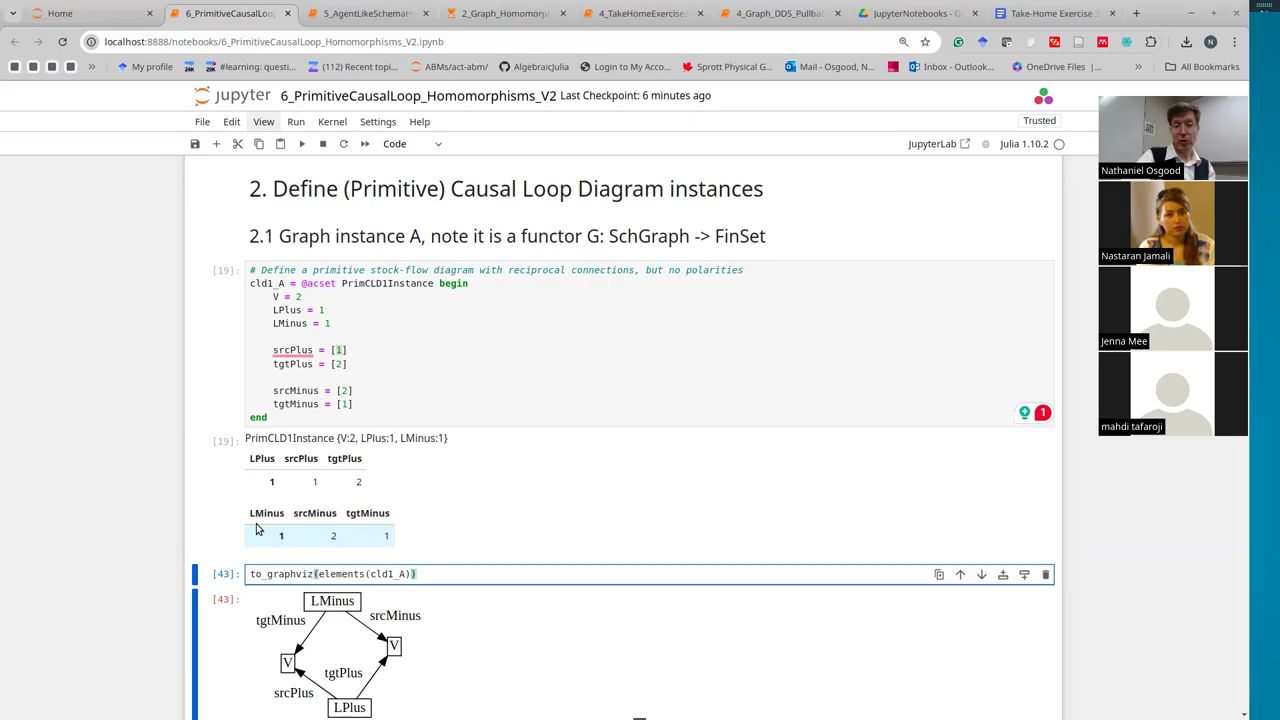 Home
6_PrimitiveCausalLoop
5_AgentLikeSchemaH
2_Graph_Homomorp
4_TakeHomeExercise
4_Graph_DDS_Pullbar
JupyterNotebooks - G
Take-Home Exercise
localhost:8888/notebooks/6_PrimitiveCausalLoop_Homomorphisms_V2.ipynb
My profile
#learning: questi...
(112) Recent topic...
ABMs/act-abm/
AlgebraicJulia
Login to My Acco...
Sprott Physical G...
Mail - Osgood, N...
Inbox - Outlook...
OneDrive Files,
All Bookmarks
jupyter 6_PrimitiveCausalLoop_Homomorphisms_V2 Last Checkpoint: 6 minutes ago
File Edit View Run Kernel Settings Help
Trusted
Code
JupyterLab
Julia 1.10.2
2. Define (Primitive) Causal Loop Diagram instances
2.1 Graph instance A, note it is a functor G: SchGraph -> FinSet
[19]:
# Define a primitive stock-flow diagram with reciprocal connections, but no polarities
cld1_A = @acset PrimCLD1Instance begin
V = 2
LPlus = 1
LMinus = 1
srcPlus = [1]
tgtPlus = [2]
srcMinus = [2]
tgtMinus = [1]
end
1
[19]:
PrimCLD1Instance {V:2, LPlus:1, LMinus:1}
LPlus srcPlus tgtPlus
1 1 2
LMinus srcMinus tgtMinus
1 2 1
[43]:
to_graphviz(elements(cld1_A))
[43]:
LMinus
tgtMinus
srcMinus
V
V
tgtPlus
srcPlus
LPlus
Nathaniel Osgood
Nastaran Jamali
Jenna Mee
mahdi tafaroji